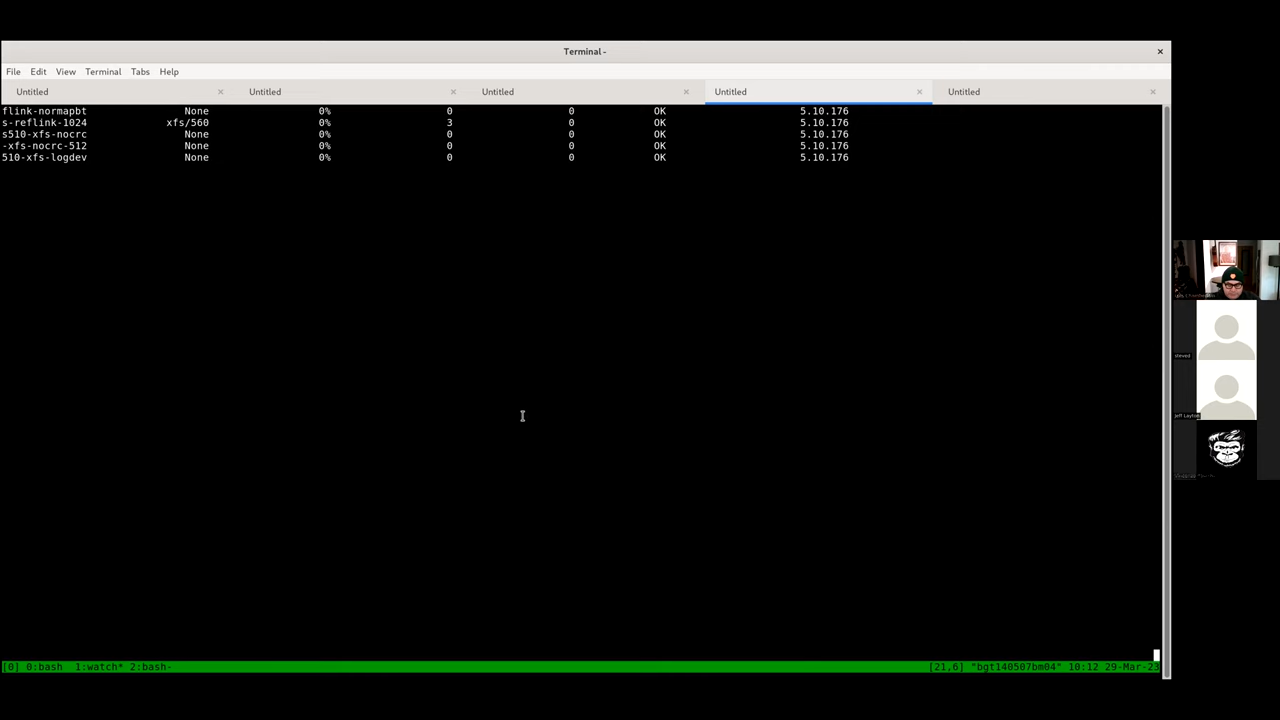 Terminal -
File Edit View Terminal Tabs Help
Untitled Untitled Untitled Untitled Untitled
flink-normapbt None 0% 0 0 OK 5.10.176
s-reflink-1024 xfs/560 0% 3 0 OK 5.10.176
s510-xfs-nocrc None 0% 0 0 OK 5.10.176
-xfs-nocrc-512 None 0% 0 0 OK 5.10.176
510-xfs-logdev None 0% 0 0 OK 5.10.176
steved
Jeff Layton
[0] 0:bash 1:watch* 2:bash- [21,6] "bgt140507bm04" 10:12 29-Mar-23